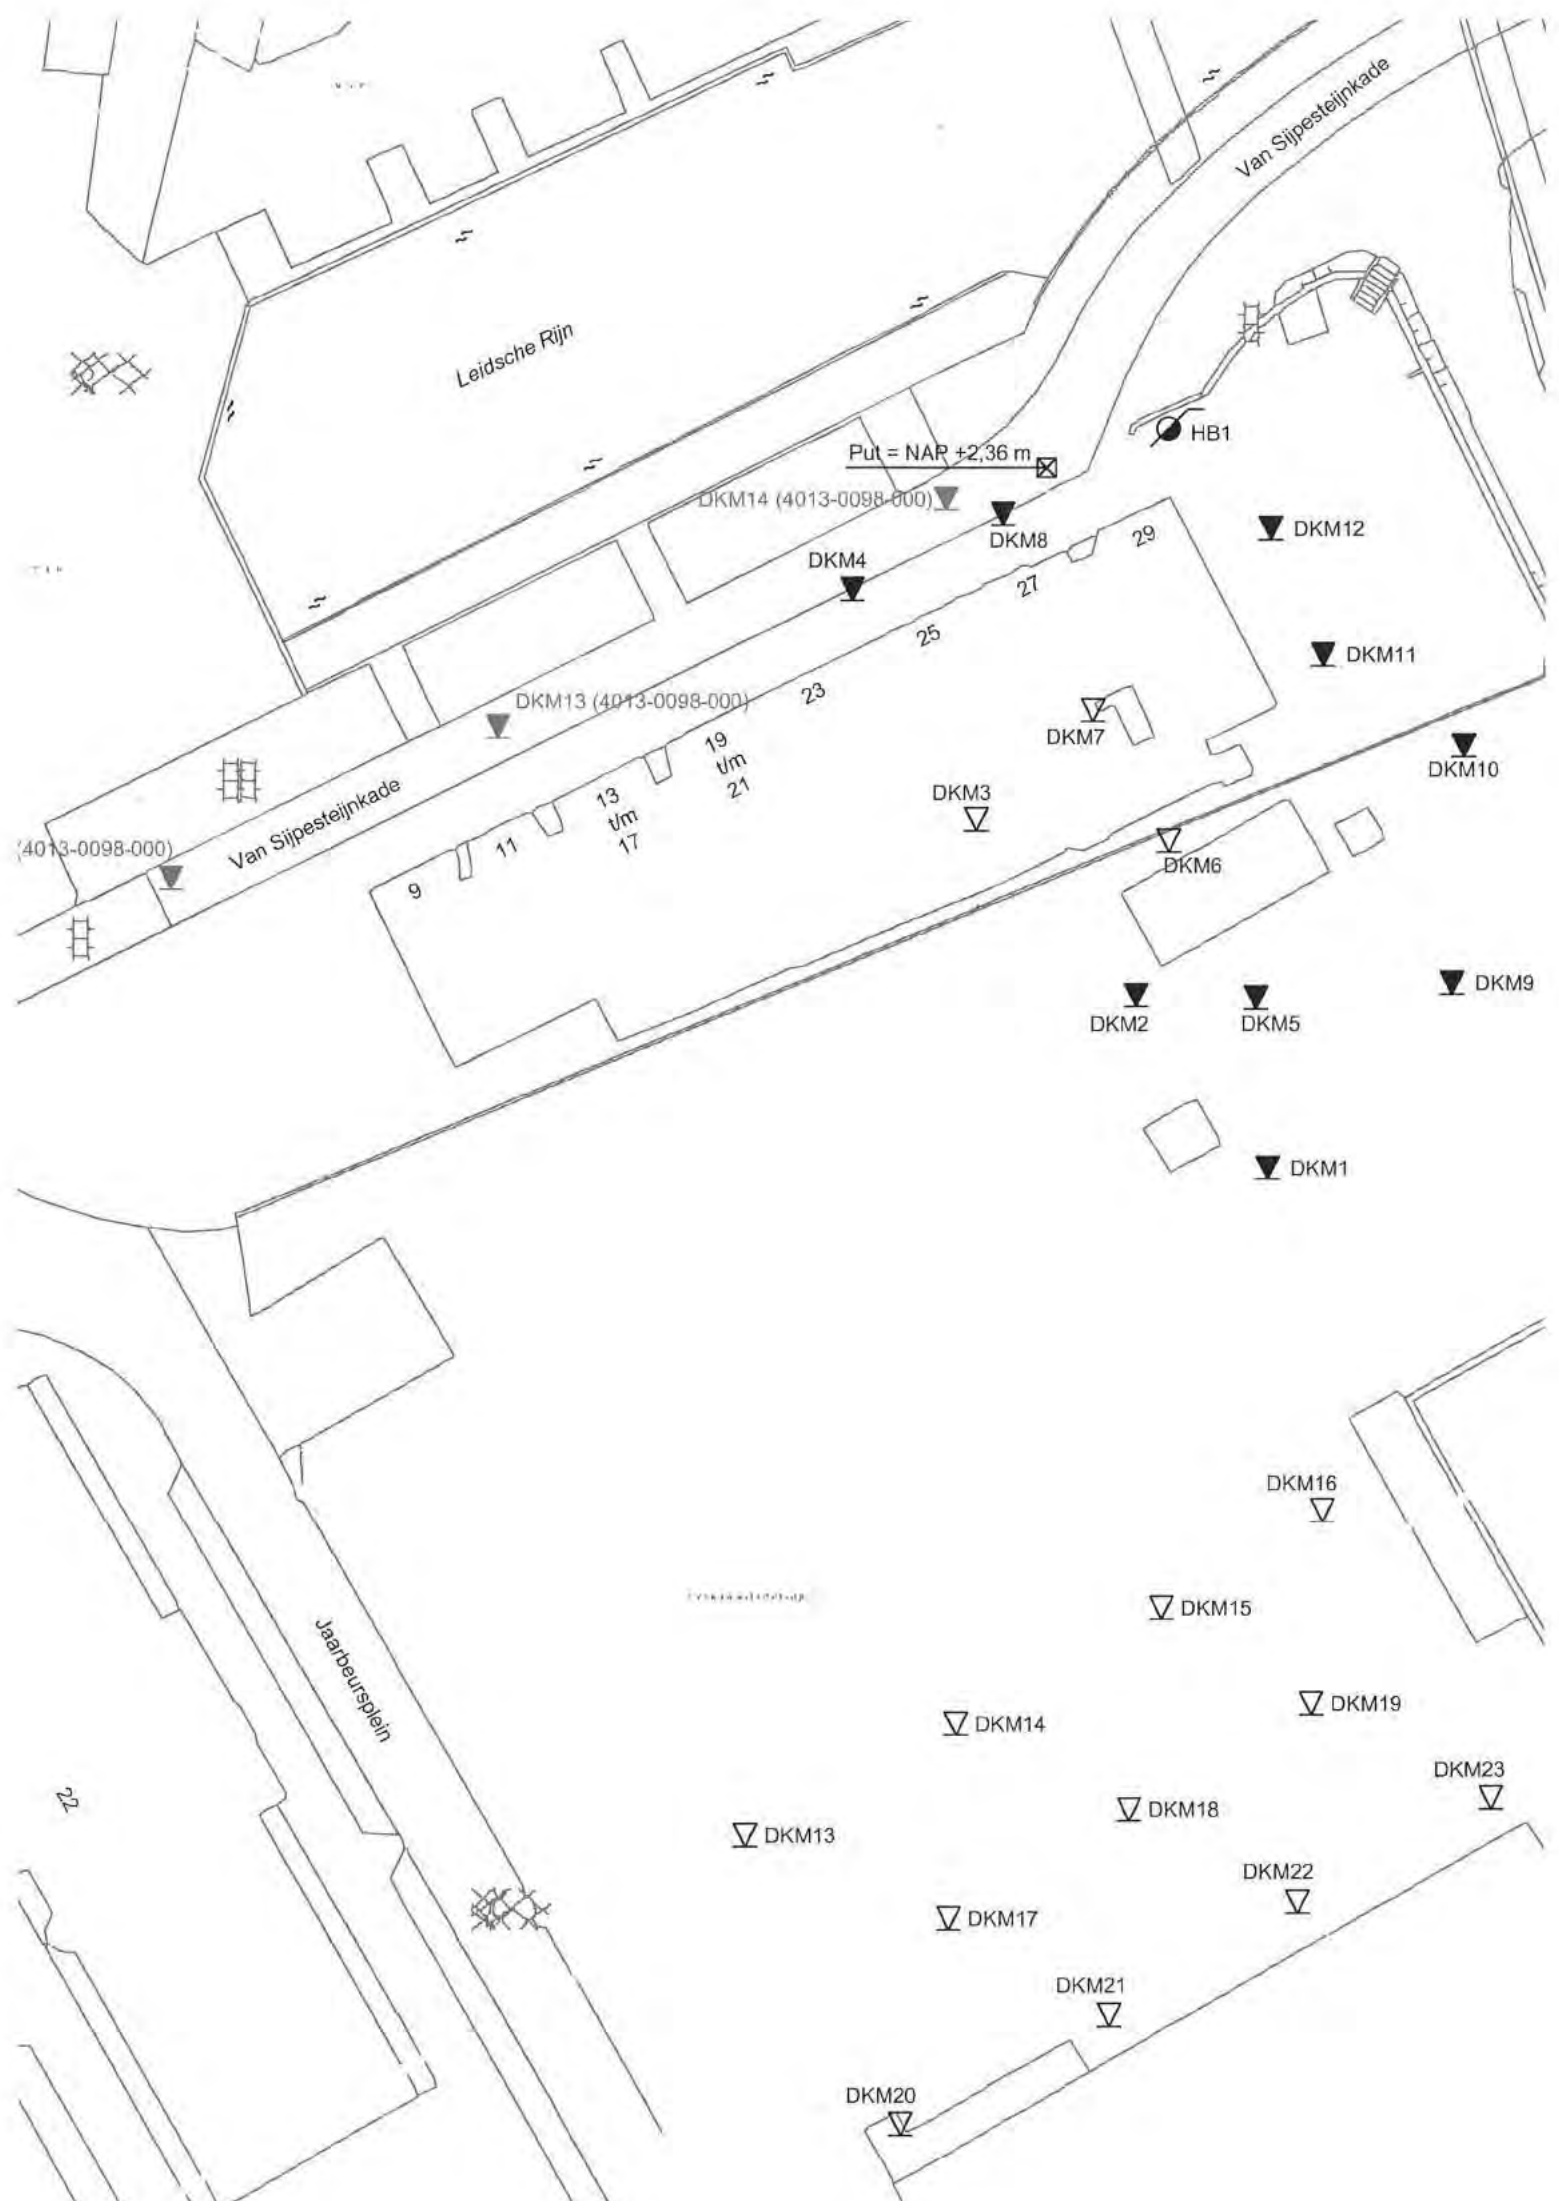 Van Sijpesteijnkade
Leidsche Rijn
HB1
Put = NAP +2,36 m
DKM14 (4013-0098-000)
DKM8
DKM12
29
DKM4
27
25
DKM11
23
DKM13 (4013-0098-000)
DKM7
DKM10
19
t/m
21
DKM3
13
t/m
17
Van Sijpesteijnkade
11
(4013-0098-000)
DKM6
9
DKM9
DKM2
DKM5
DKM1
DKM16
DKM15
Jaarbeursplein
DKM19
DKM14
DKM23
22
DKM18
DKM13
DKM22
DKM17
DKM21
DKM20